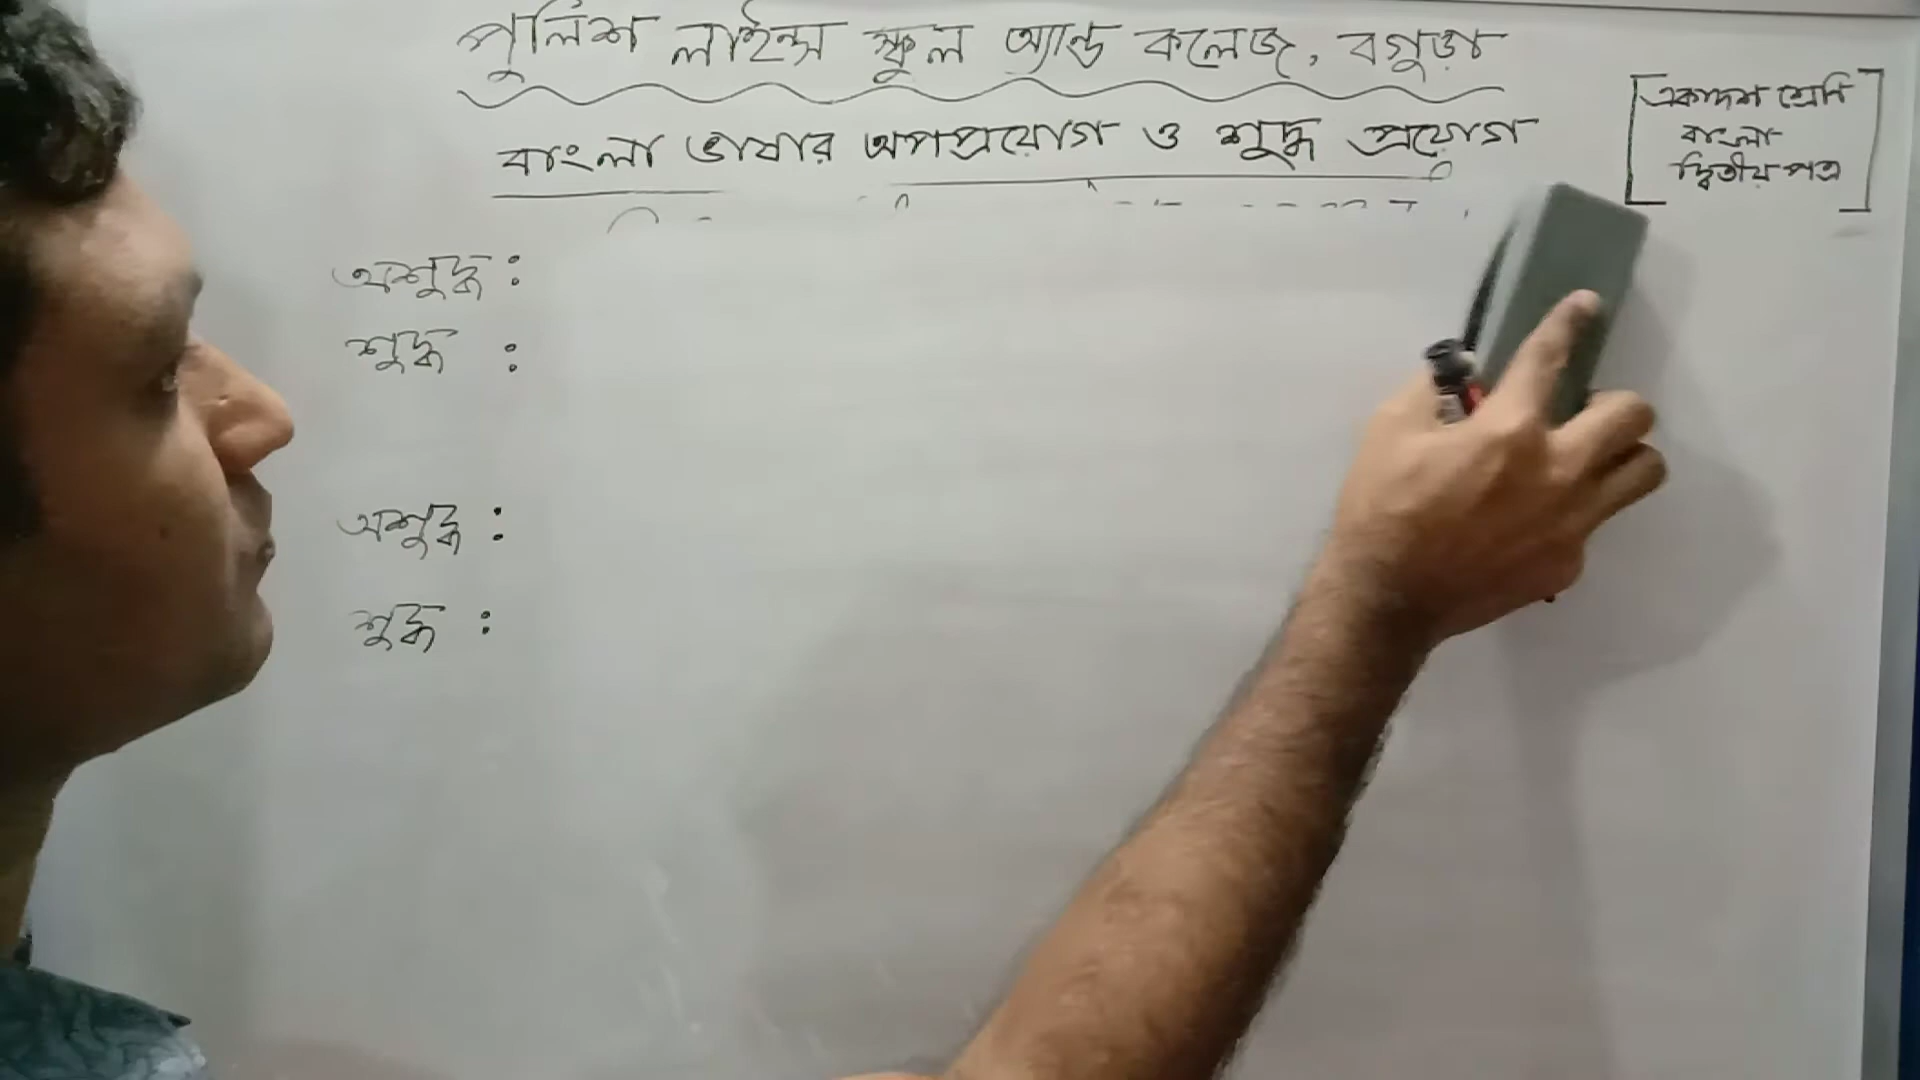 পুলিশ লাইন্স স্কুল অ্যান্ড কলেজ, বগুড়া
বাংলা ভাষার অপপ্রয়োগ ও শুদ্ধ প্রয়োগ
একাদশ শ্রেণি
বাংলা
দ্বিতীয় পত্র
অশুদ্ধ :
শুদ্ধ :
অশুদ্ধ :
শুদ্ধ :